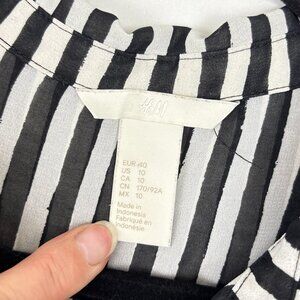 H&M
EUR 40
US 10
CA 10
CN 170/92A
MX 10
Made in
Indonesia
Fabriqué en
Indonésie